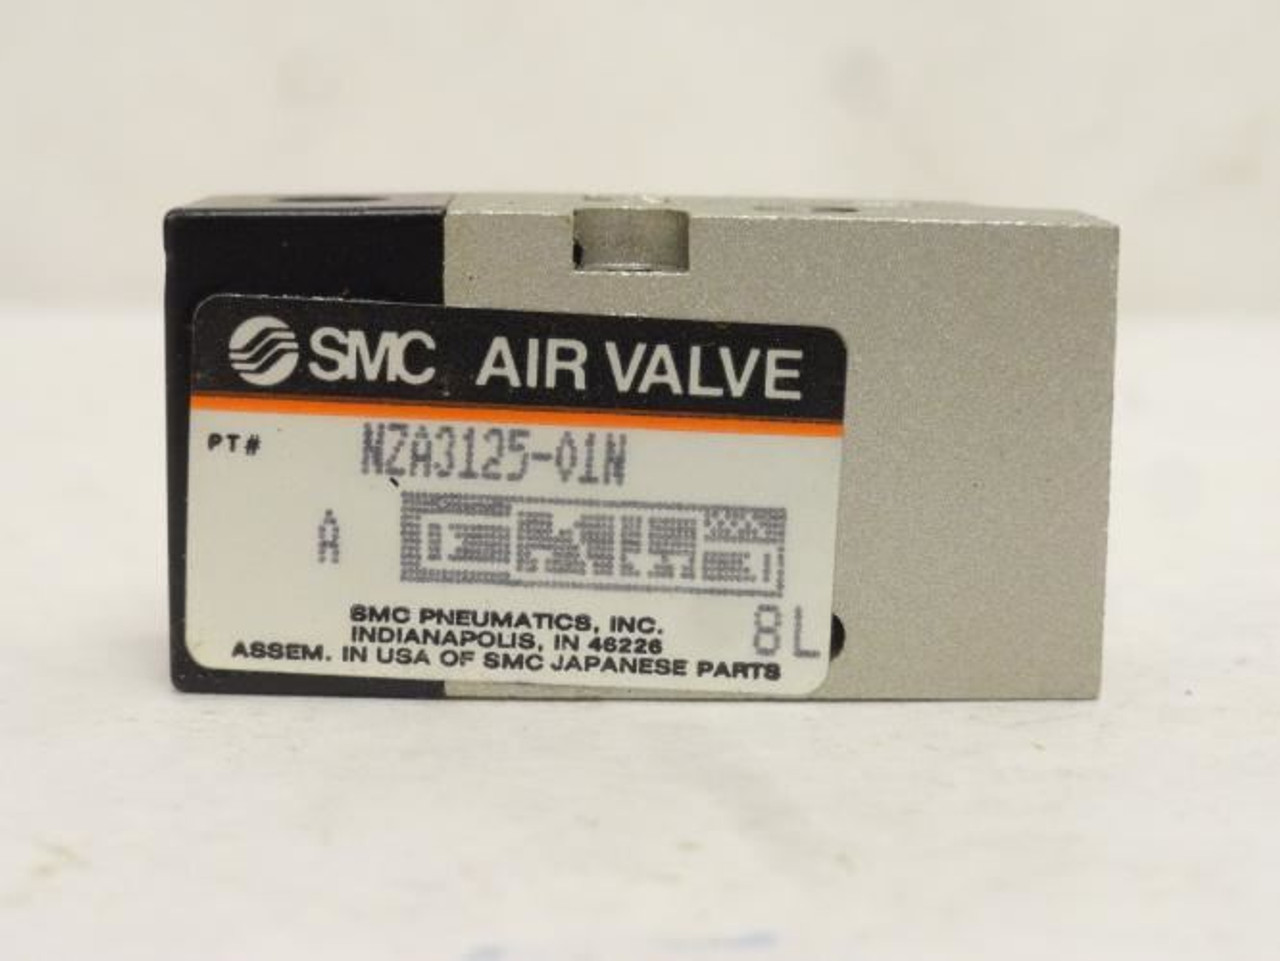 SMC AIR VALVE
PT# NZA3125-01N
A
8L
SMC PNEUMATICS, INC.
INDIANAPOLIS, IN 46226
ASSEM. IN USA OF SMC JAPANESE PARTS